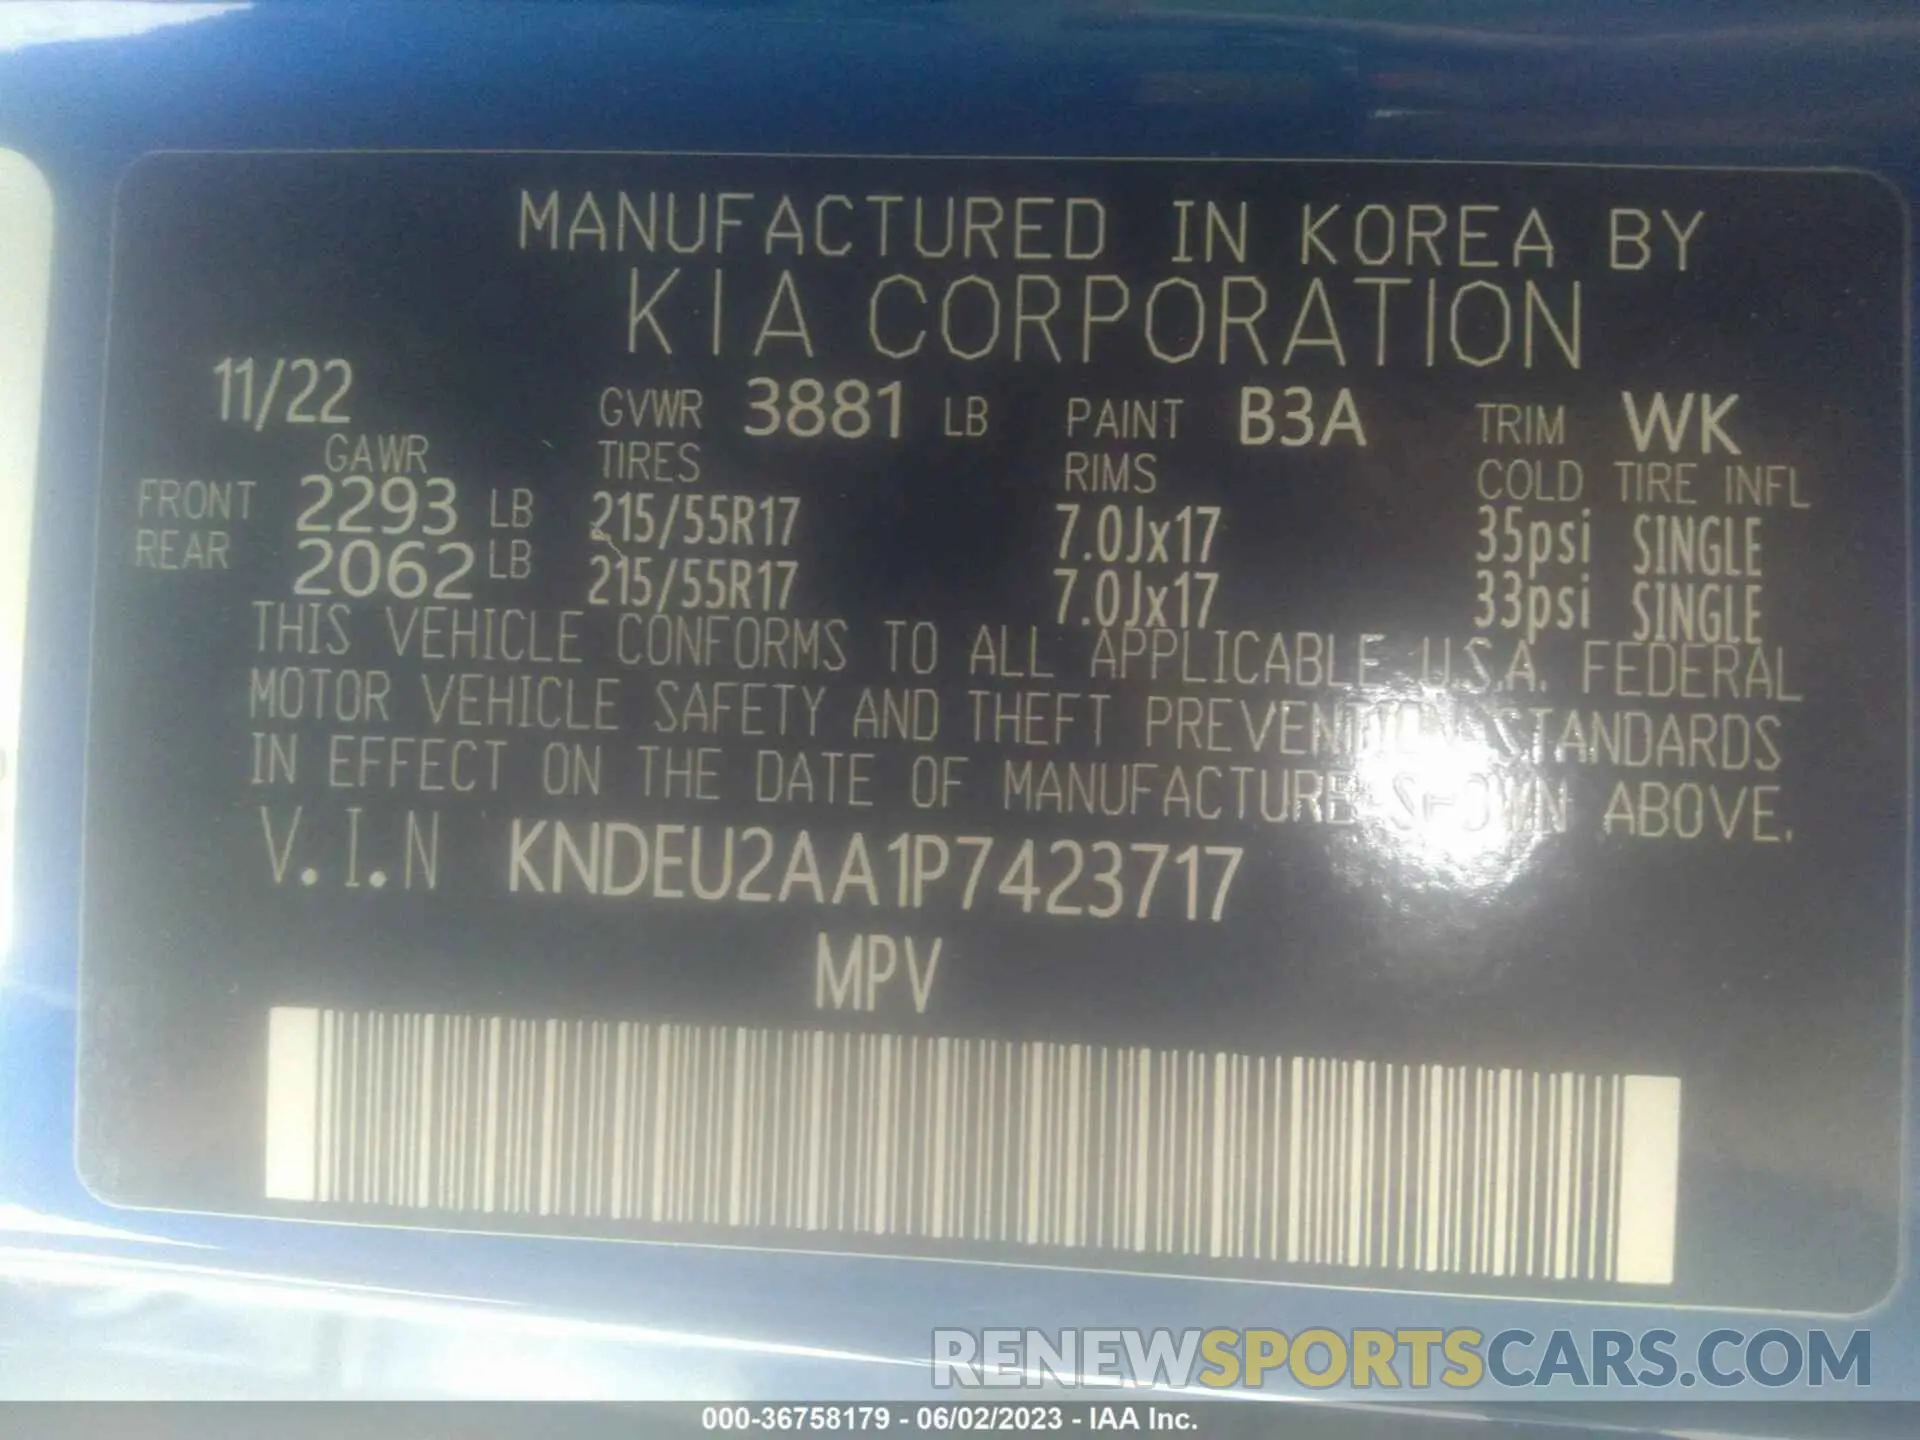 MANUFACTURED IN KOREA BY
KIA CORPORATION
11/22 GVWR 3881 LB PAINT B3A TRIM WK
GAWR TIRES RIMS COLD TIRE INFL
FRONT 2293 LB 215/55R17 7.0Jx17 35psi SINGLE
REAR 2062 LB 215/55R17 7.0Jx17 33psi SINGLE
THIS VEHICLE CONFORMS TO ALL APPLICABLE U.S.A. FEDERAL
MOTOR VEHICLE SAFETY AND THEFT PREVENTION STANDARDS
IN EFFECT ON THE DATE OF MANUFACTURE SHOWN ABOVE.
V.I.N KNDEU2AA1P7423717
MPV
RENEWSPORTSCARS.COM
000-36758179 - 06/02/2023 - IAA Inc.